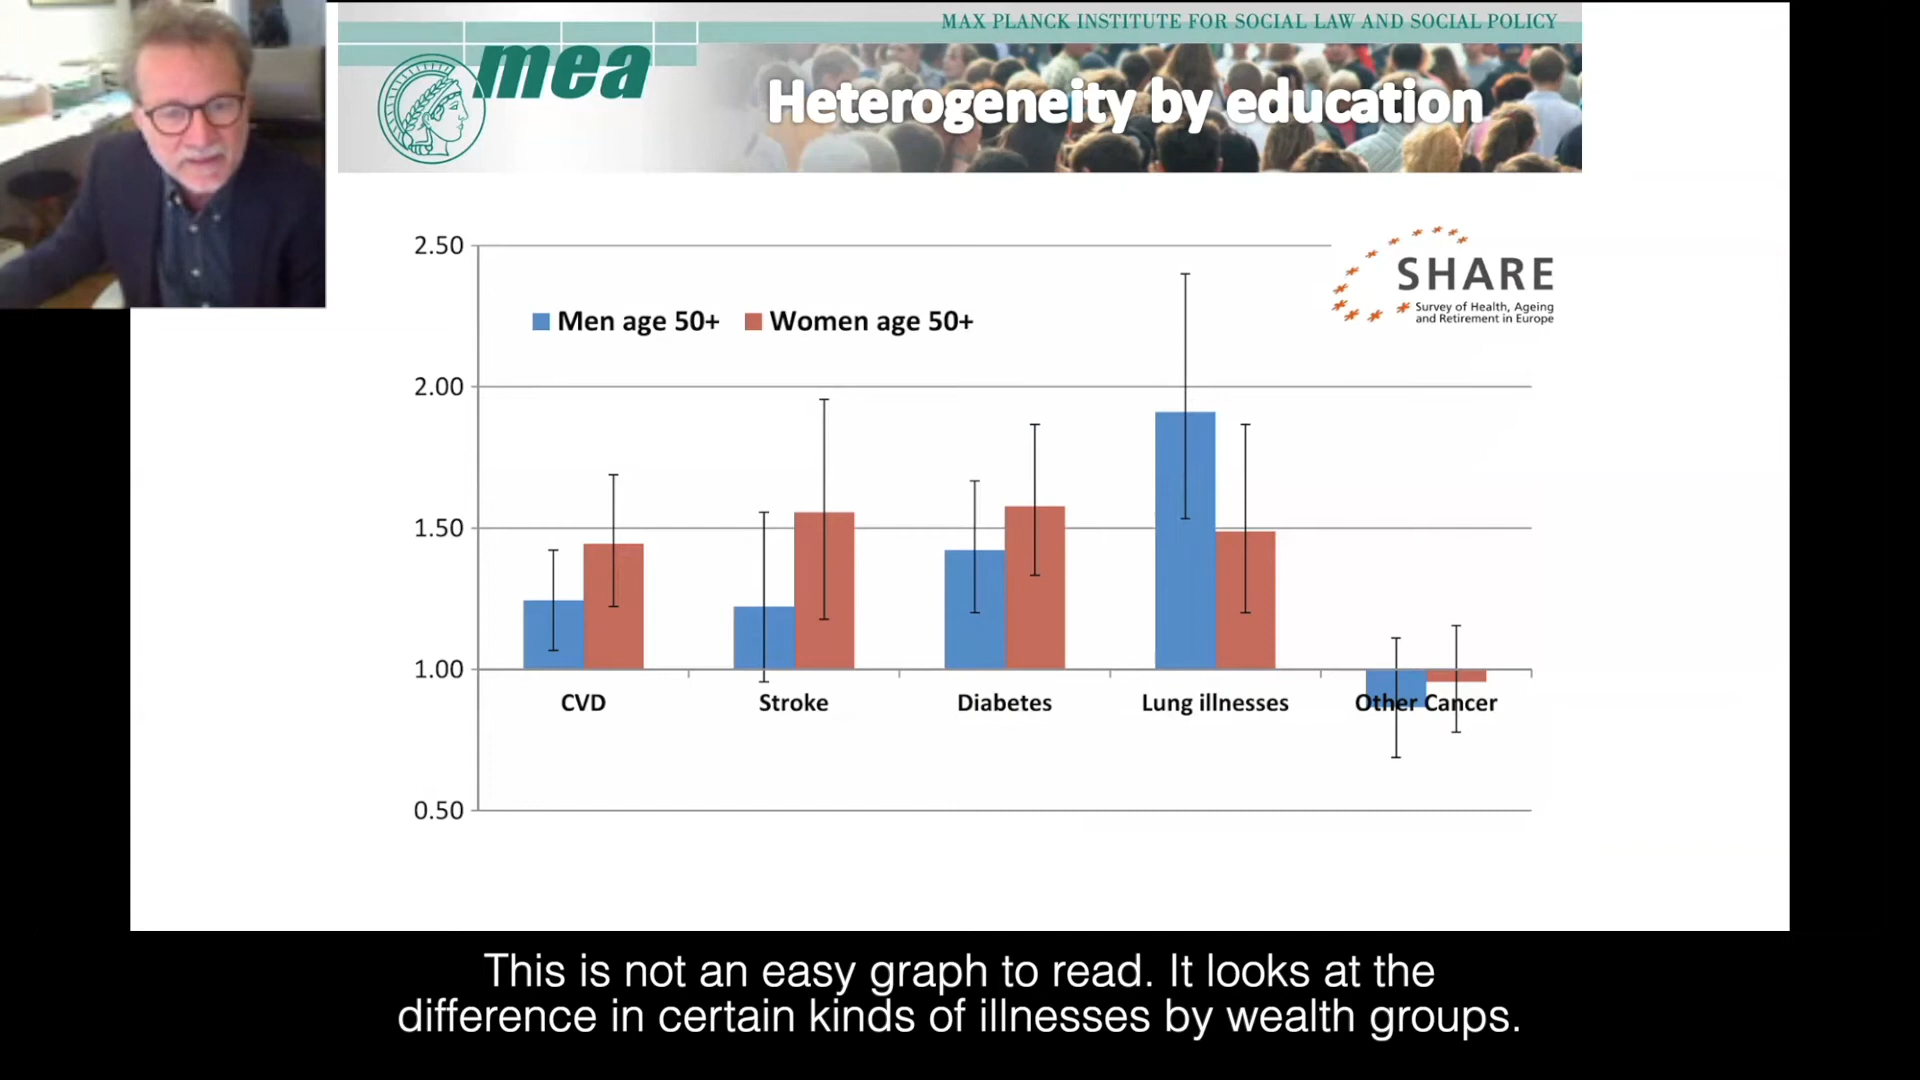 MAX PLANCK INSTITUTE FOR SOCIAL LAW AND SOCIAL POLICY
mea
Heterogeneity by education
SHARE
Survey of Health, Ageing
and Retirement in Europe
Men age 50+ Women age 50+
2.50
2.00
1.50
1.00
0.50
CVD Stroke Diabetes Lung illnesses Other Cancer
This is not an easy graph to read. It looks at the
difference in certain kinds of illnesses by wealth groups.